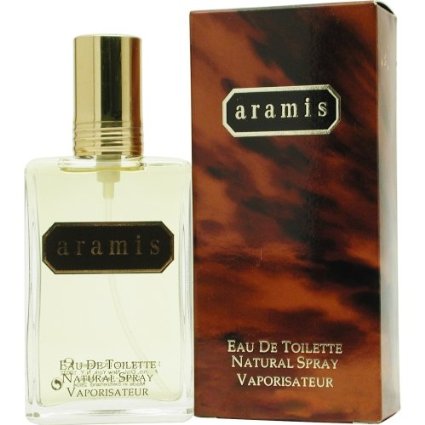 aramis
EAU DE TOILETTE
NATURAL SPRAY
VAPORISATEUR
aramis
EAU DE TOILETTE
NATURAL SPRAY
VAPORISATEUR